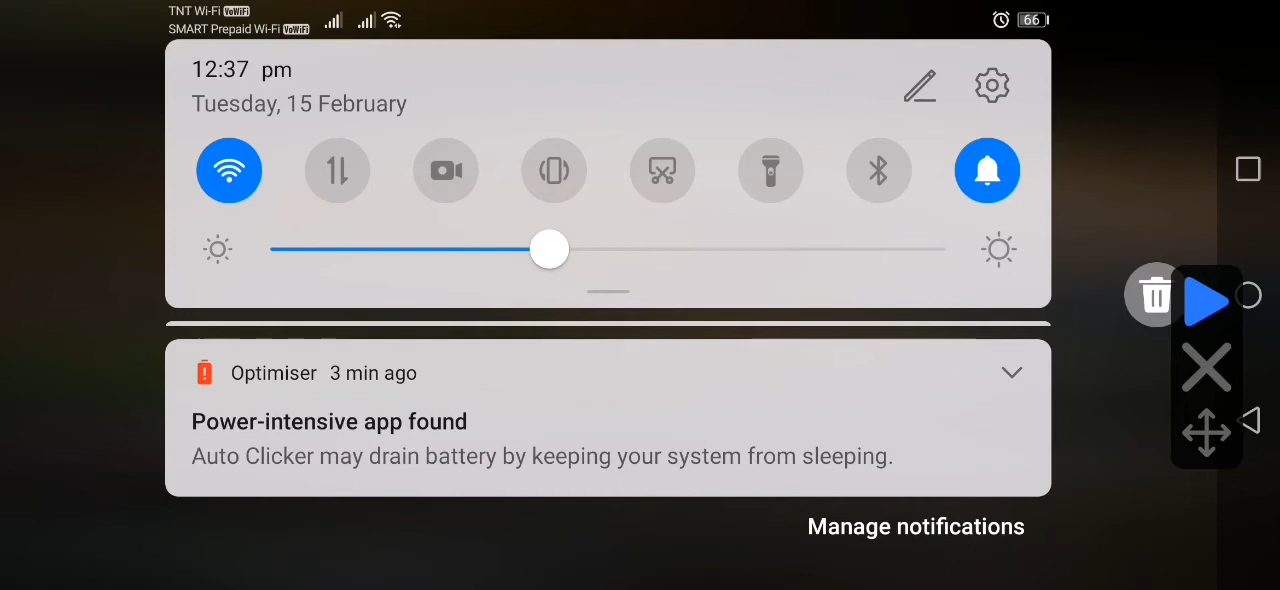 TNT Wi-Fi VoWiFi
SMART Prepaid Wi-Fi VoWiFi
66
12:37 pm
Tuesday, 15 February
Optimiser 3 min ago
Power-intensive app found
Auto Clicker may drain battery by keeping your system from sleeping.
Manage notifications